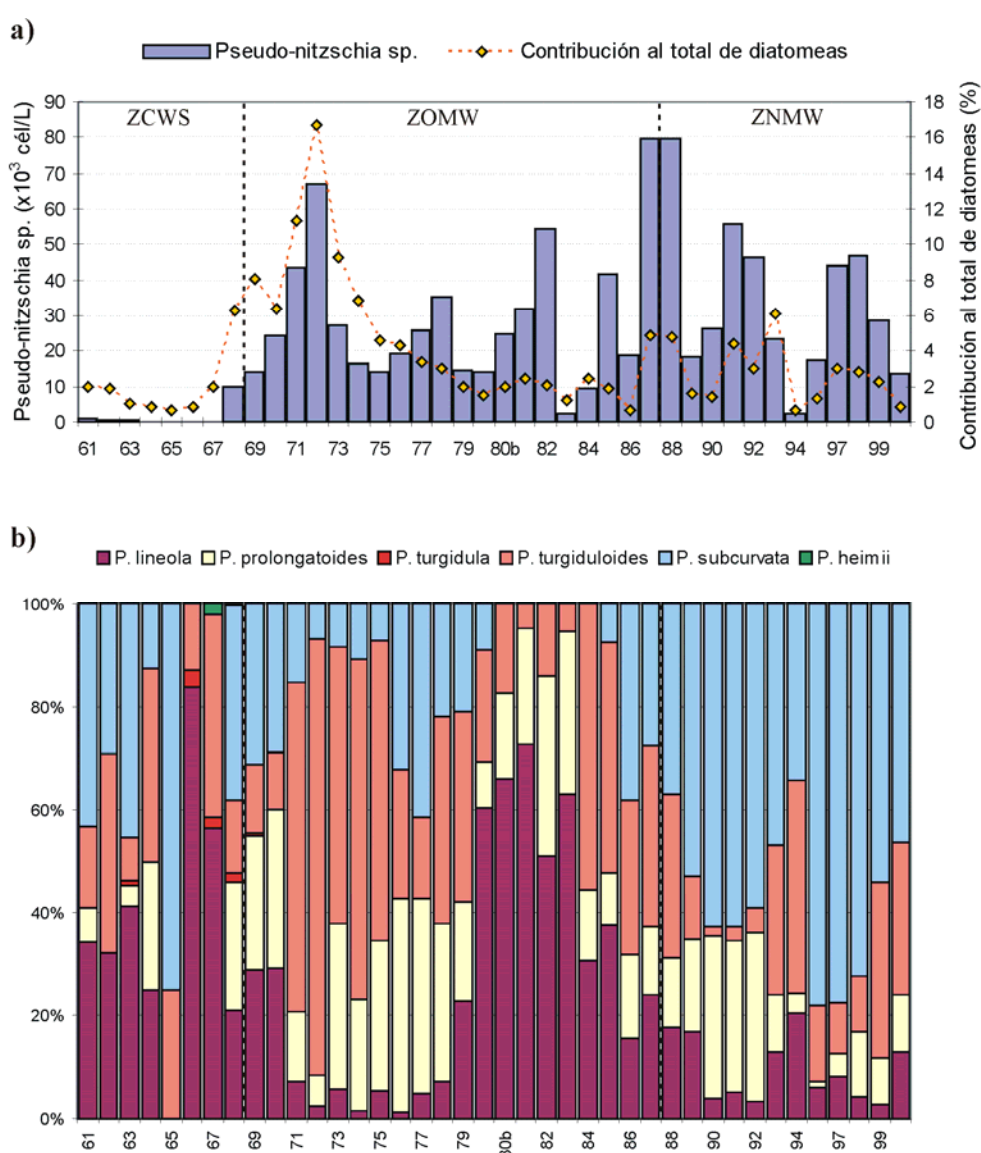 a)
Pseudo-nitzschia sp. Contribución al total de diatomeas
ZCWS ZOMW ZNMW
Pseudo-nitzschia sp. (x10³ cél/L)
90
80
70
60
50
40
30
20
10
0
18
16
14
12
10
8
6
4
2
0
Contribución al total de diatomeas (%)
61 63 65 67 69 71 73 75 77 79 80b 82 84 86 88 90 92 94 97 99
b)
P. lineola P. prolongatoides P. turgidula P. turgiduloides P. subcurvata P. heimii
100%
80%
60%
40%
20%
0%
61 63 65 67 69 71 73 75 77 79 80b 82 84 86 88 90 92 94 97 99